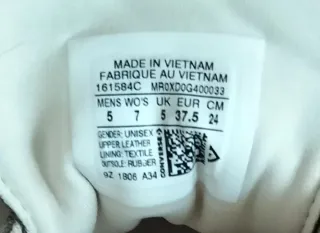 MADE IN VIETNAM
FABRIQUE AU VIETNAM
161584C MR0XD0G400033
MENS WO'S UK EUR CM
5 7 5 37.5 24
GENDER: UNISEX
UPPER: LEATHER
LINING: TEXTILE
OUTSOLE: RUBBER
CONVERSE
9Z 1806 A34